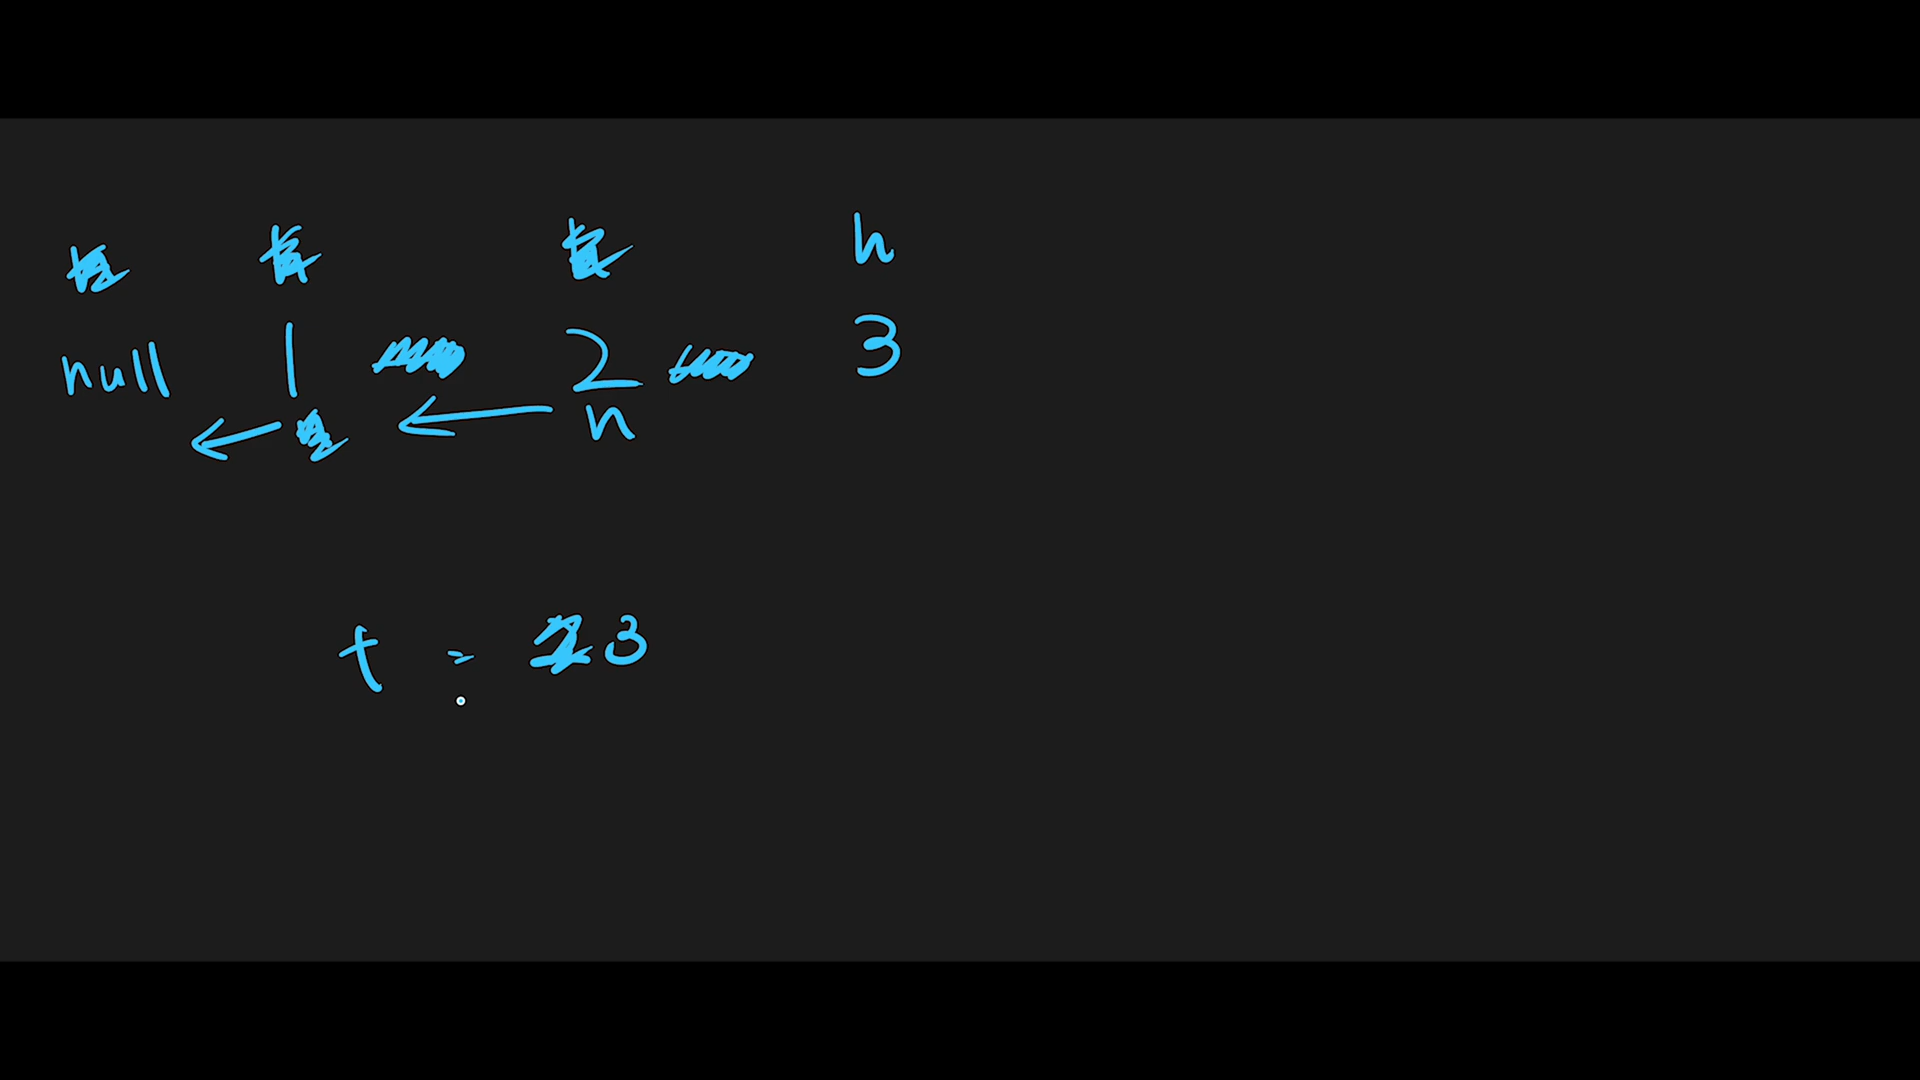 h
null 1 2 3
n
t = 3